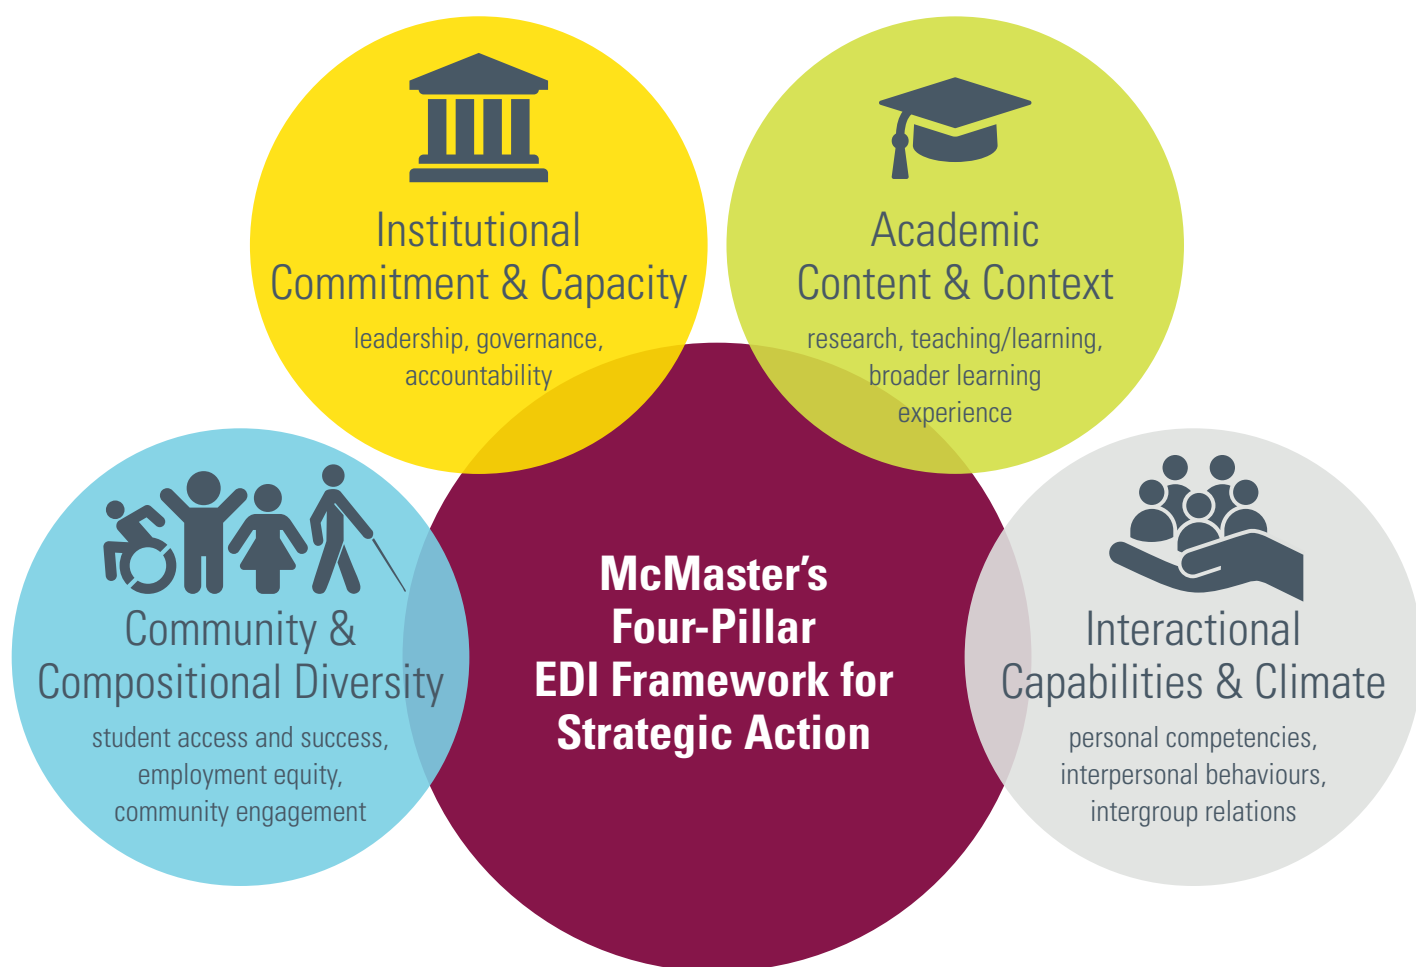 Institutional
Commitment & Capacity
leadership, governance,
accountability
Academic
Content & Context
research, teaching/learning,
broader learning
experience
Community &
Compositional Diversity
student access and success,
employment equity,
community engagement
McMaster’s
Four-Pillar
EDI Framework for
Strategic Action
Interactional
Capabilities & Climate
personal competencies,
interpersonal behaviours,
intergroup relations